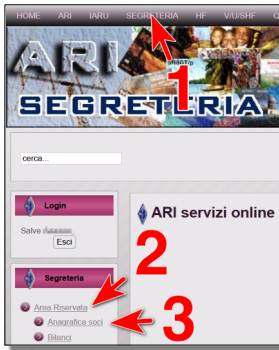 HOME ARI IARU SEGRETERIA HF V/U/SHF
ARI
SEGRETERIA
1
cerca...
Login
Salve
Esci
ARI servizi online
Segreteria
2
Area Riservata
3
Anagrafica soci
Bilanci